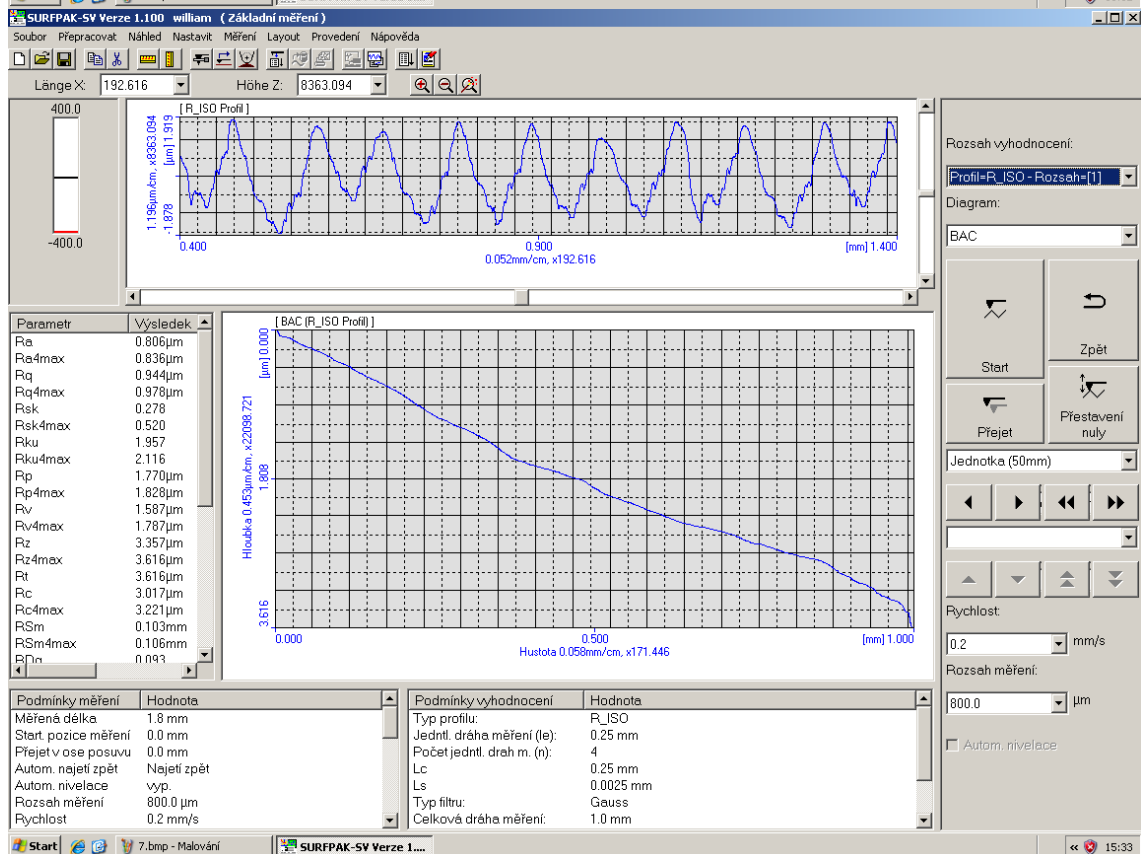 SURFPAK-SV Verze 1.100 william ( Základní měření )
Soubor Přepracovat Náhled Nastavit Měření Layout Provedení Nápověda
Länge X: 192.616 Höhe Z: 8363.094
400.0
-400.0
[ R_ISO Profil ]
1.196µm/cm, x8363.094
-1.878 [µm] 1.919
0.400 0.900 [mm] 1.400
0.052mm/cm, x192.616
Parametr Výsledek
Ra 0.806µm
Ra4max 0.836µm
Rq 0.944µm
Rq4max 0.978µm
Rsk 0.278
Rsk4max 0.520
Rku 1.957
Rku4max 2.116
Rp 1.770µm
Rp4max 1.828µm
Rv 1.587µm
Rv4max 1.787µm
Rz 3.357µm
Rz4max 3.616µm
Rt 3.616µm
Rc 3.017µm
Rc4max 3.221µm
RSm 0.103mm
RSm4max 0.106mm
RDq 0.093
[ BAC (R_ISO Profil) ]
Hloubka 0.453µm/cm, x22098.721
3.616 1.808 [µm] 0.000
0.000 0.500 [mm] 1.000
Hustota 0.058mm/cm, x171.446
Rozsah vyhodnocení:
Profil=R_ISO - Rozsah=[1]
Diagram:
BAC
Start
Zpět
Přejet
Přestavení
nuly
Jednotka (50mm)
Rychlost:
0.2 mm/s
Rozsah měření:
800.0 µm
Autom. nivelace
Podmínky měření Hodnota
Měřená délka 1.8 mm
Start. pozice měření 0.0 mm
Přejet v ose posuvu 0.0 mm
Autom. najetí zpět Najetí zpět
Autom. nivelace vyp.
Rozsah měření 800.0 µm
Rychlost 0.2 mm/s
Podmínky vyhodnocení Hodnota
Typ profilu: R_ISO
Jedntl. dráha měření (le): 0.25 mm
Počet jedntl. drah m. (n): 4
Lc 0.25 mm
Ls 0.0025 mm
Typ filtru: Gauss
Celková dráha měření: 1.0 mm
Start 7.bmp - Malování SURFPAK-SV Verze 1.... « 15:33